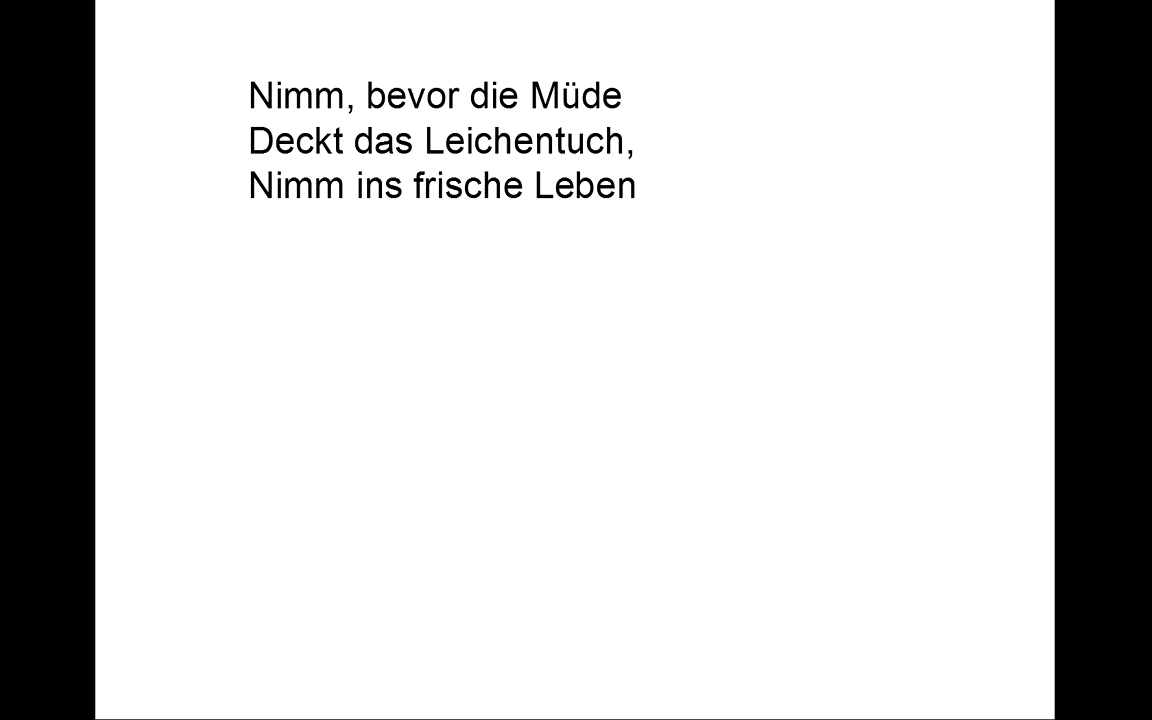 Nimm, bevor die Müde
Deckt das Leichentuch,
Nimm ins frische Leben